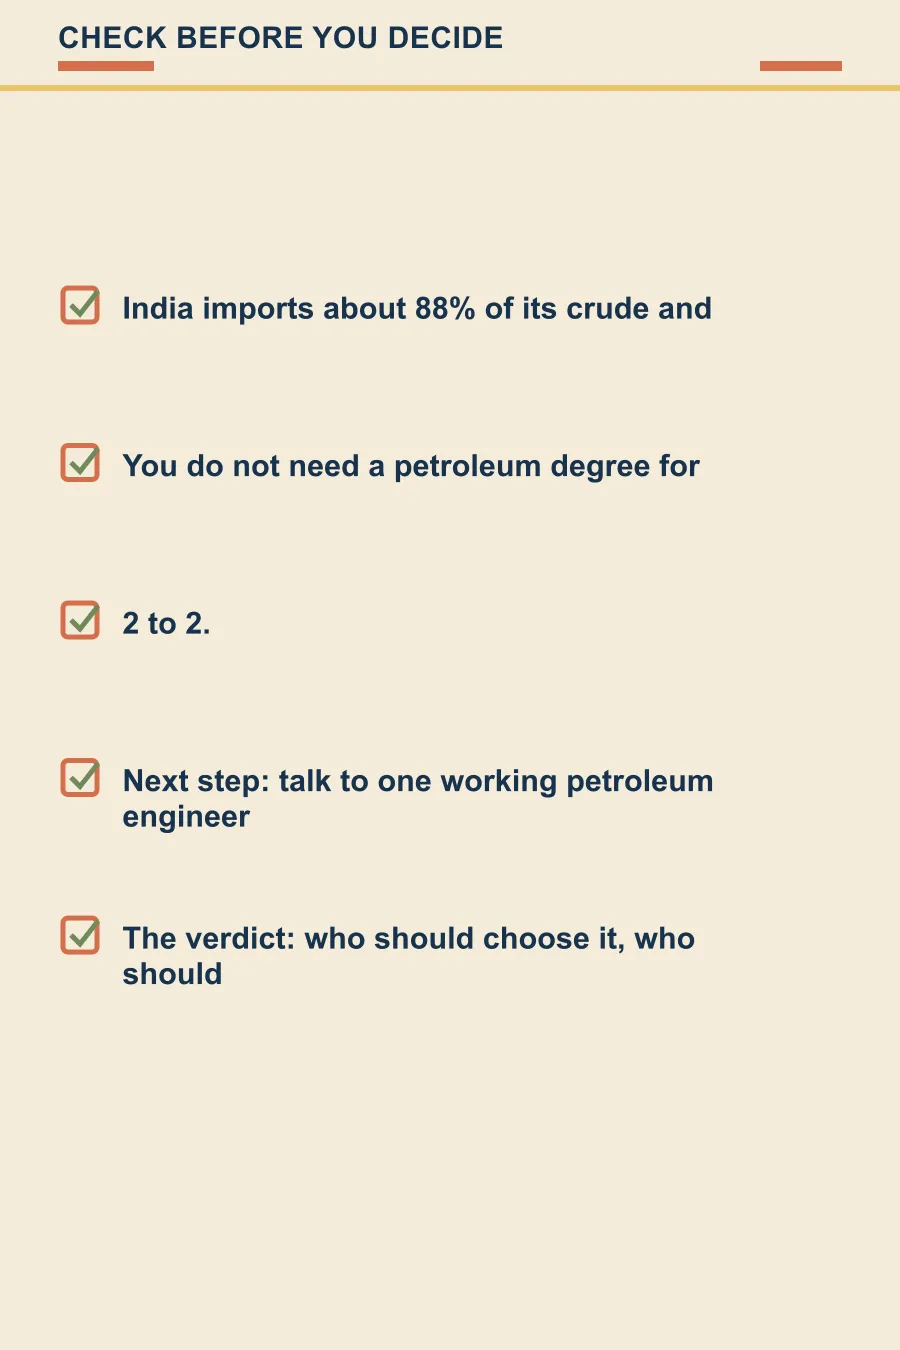 CHECK BEFORE YOU DECIDE
India imports about 88% of its crude and
You do not need a petroleum degree for
2 to 2.
Next step: talk to one working petroleum
engineer
The verdict: who should choose it, who
should